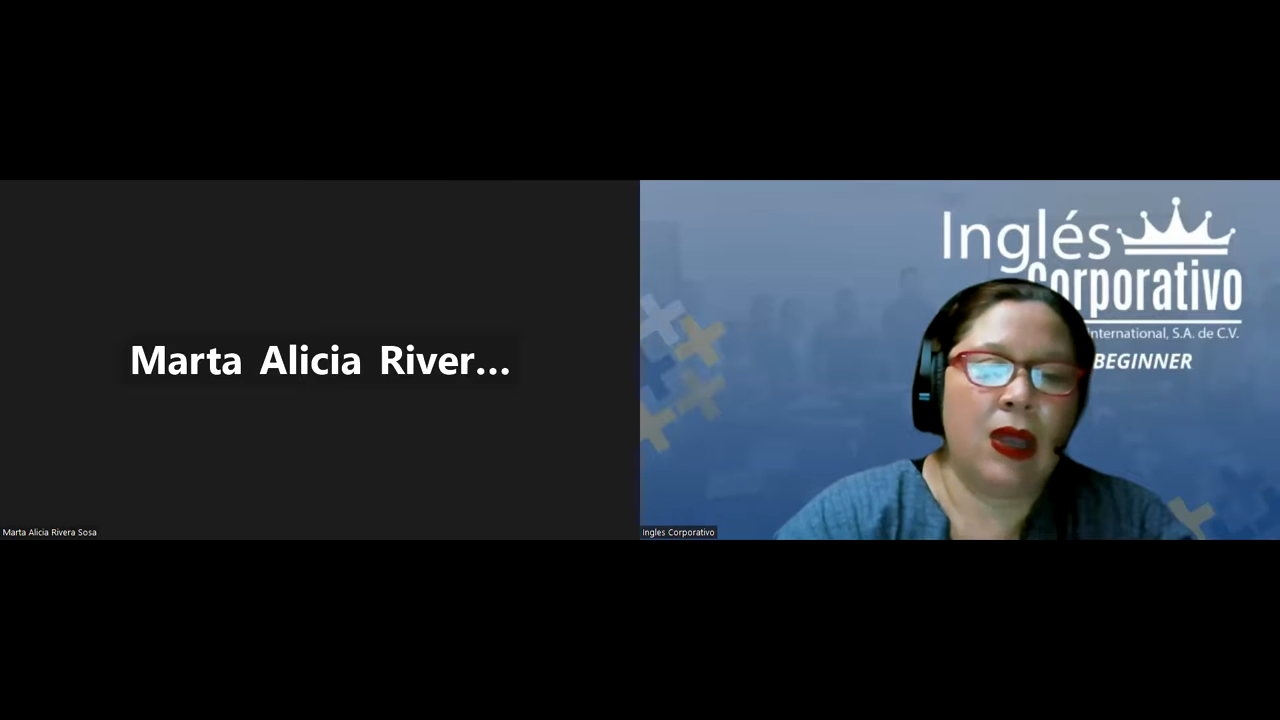 Marta Alicia River...
Marta Alicia Rivera Sosa
Inglés
Corporativo
International, S.A. de C.V.
BEGINNER
Ingles Corporativo